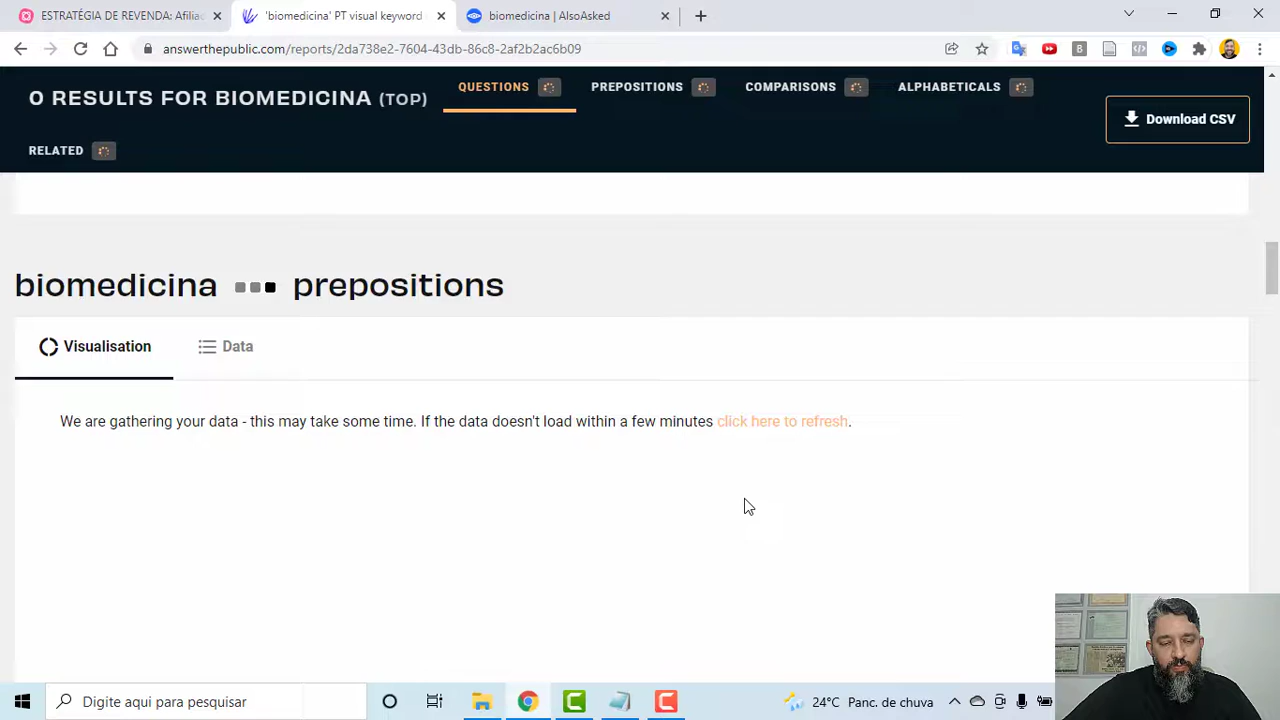 ESTRATÉGIA DE REVENDA: Afiliac
'biomedicina' PT visual keyword
biomedicina | AlsoAsked
answerthepublic.com/reports/2da738e2-7604-43db-86c8-2af2b2ac6b09
0 RESULTS FOR BIOMEDICINA (TOP)
QUESTIONS
PREPOSITIONS
COMPARISONS
ALPHABETICALS
Download CSV
RELATED
biomedicina prepositions
Visualisation
Data
We are gathering your data - this may take some time. If the data doesn't load within a few minutes click here to refresh.
Digite aqui para pesquisar
24°C Panc. de chuva